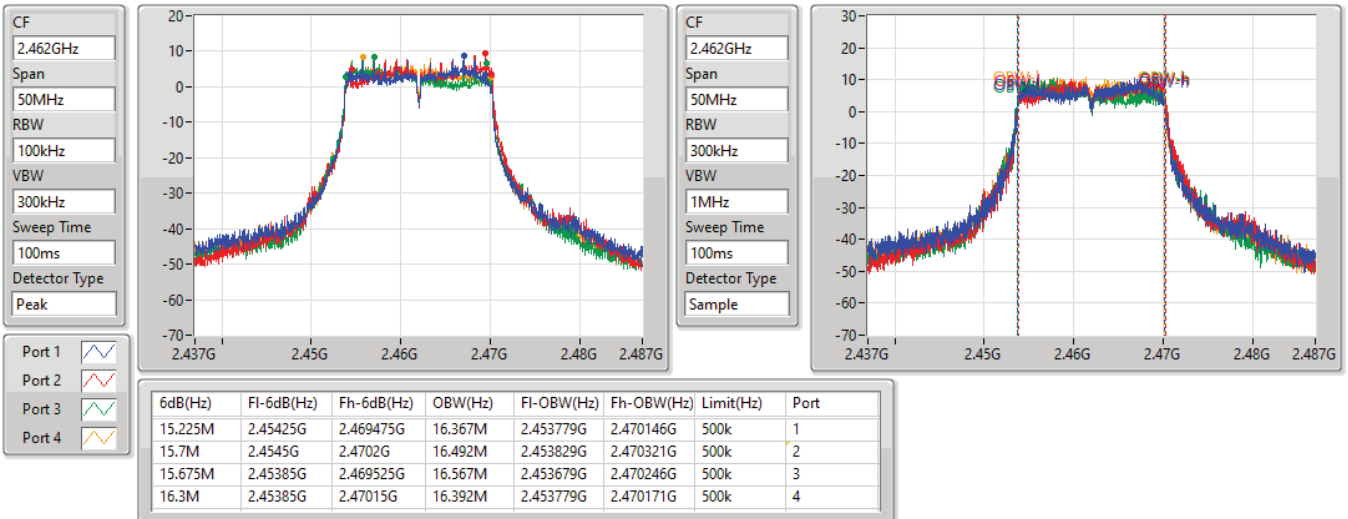 CF
2.462GHz
Span
50MHz
RBW
100kHz
VBW
300kHz
Sweep Time
100ms
Detector Type
Peak
20
10
0
-10
-20
-30
-40
-50
-60
-70
2.437G 2.45G 2.46G 2.47G 2.48G 2.487G
CF
2.462GHz
Span
50MHz
RBW
300kHz
VBW
1MHz
Sweep Time
100ms
Detector Type
Sample
30
20
10
0
-10
-20
-30
-40
-50
-60
-70
OBW-h
2.437G 2.45G 2.46G 2.47G 2.48G 2.487G
Port 1
Port 2
Port 3
Port 4
6dB(Hz) Fl-6dB(Hz) Fh-6dB(Hz) OBW(Hz) Fl-OBW(Hz) Fh-OBW(Hz) Limit(Hz) Port
15.225M 2.45425G 2.469475G 16.367M 2.453779G 2.470146G 500k 1
15.7M 2.4545G 2.4702G 16.492M 2.453829G 2.470321G 500k 2
15.675M 2.45385G 2.469525G 16.567M 2.453679G 2.470246G 500k 3
16.3M 2.45385G 2.47015G 16.392M 2.453779G 2.470171G 500k 4